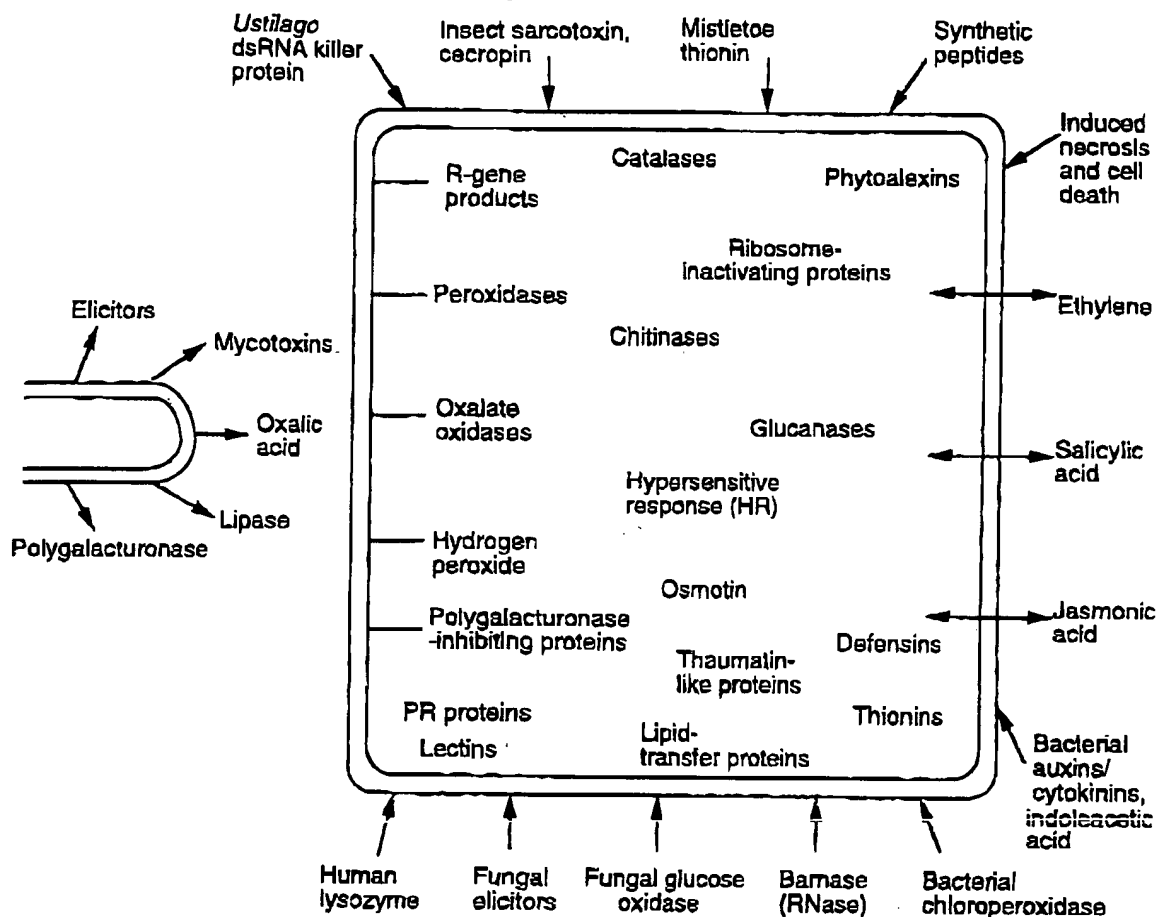 Ustilago
dsRNA killer
protein
Insect sarcotoxin,
cecropin
Mistletoe
thionin
Synthetic
peptides
Induced
necrosis
and cell
death
Catalases
R-gene
products
Phytoalexins
Ribosome-
inactivating proteins
Peroxidases
Ethylene
Chitinases
Elicitors
Mycotoxins
Oxalic
acid
Lipase
Polygalacturonase
Oxalate
oxidases
Glucanases
Salicylic
acid
Hypersensitive
response (HR)
Hydrogen
peroxide
Osmotin
Polygalacturonase
-inhibiting proteins
Jasmonic
acid
Defensins
Thaumatin-
like proteins
PR proteins
Lectins
Lipid-
transfer proteins
Thionins
Bacterial
auxins/
cytokinins,
indoleacetic
acid
Human
lysozyme
Fungal
elicitors
Fungal glucose
oxidase
Barnase
(RNase)
Bacterial
chloroperoxidase